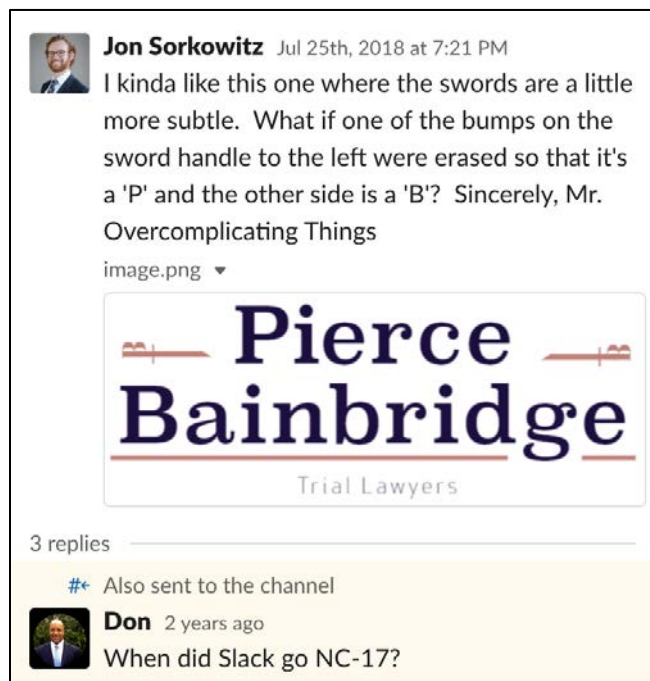 Jon Sorkowitz Jul 25th, 2018 at 7:21 PM
I kinda like this one where the swords are a little
more subtle.  What if one of the bumps on the
sword handle to the left were erased so that it's
a 'P' and the other side is a 'B'?  Sincerely, Mr.
Overcomplicating Things
image.png
Pierce
Bainbridge
Trial Lawyers
3 replies
Also sent to the channel
Don 2 years ago
When did Slack go NC-17?